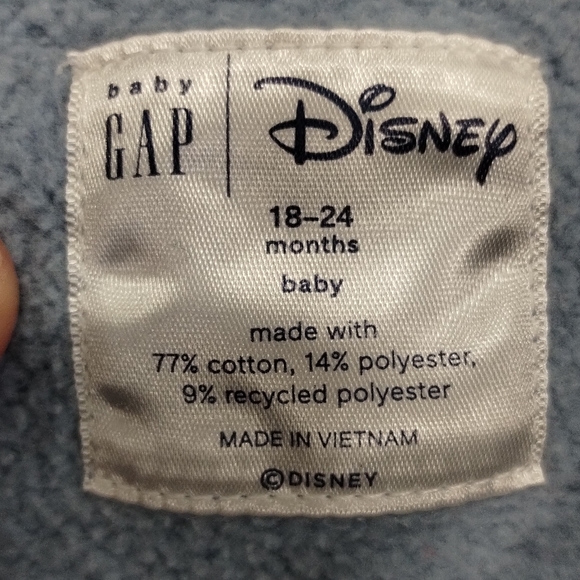 baby
GAP
DISNEY
18–24
months
baby
made with
77% cotton, 14% polyester,
9% recycled polyester
MADE IN VIETNAM
©DISNEY